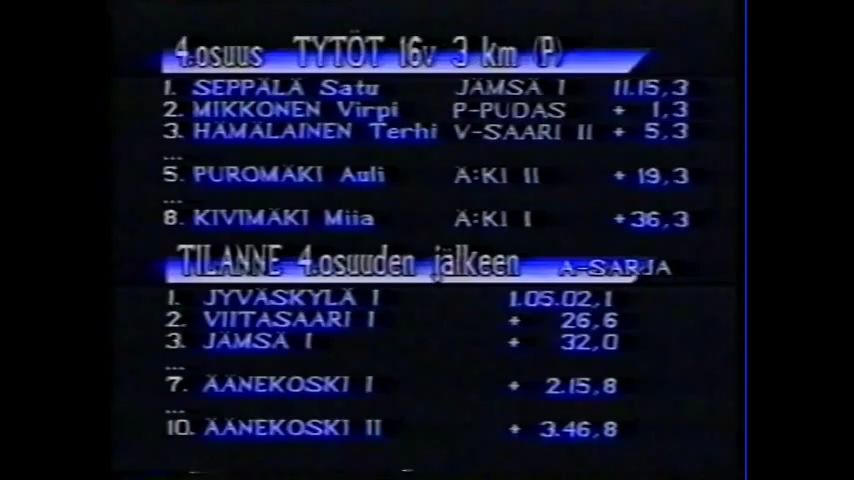 4.osuus TYTÖT 16v 3 km (P)
1. SEPPÄLÄ Satu JÄMSÄ I 11.15,3
2. MIKKONEN Virpi P-PUDAS + 1,3
3. HÄMÄLÄINEN Terhi V-SAARI II + 5,3
...
5. PUROMÄKI Auli Ä:KI II + 19,3
...
8. KIVIMÄKI Miia Ä:KI I +36,3
TILANNE 4.osuuden jälkeen A-SARJA
1. JYVÄSKYLÄ I 1.05.02,1
2. VIITASAARI I + 26,6
3. JÄMSÄ I + 32,0
...
7. ÄÄNEKOSKI I + 2.15,8
...
10. ÄÄNEKOSKI II + 3.46,8